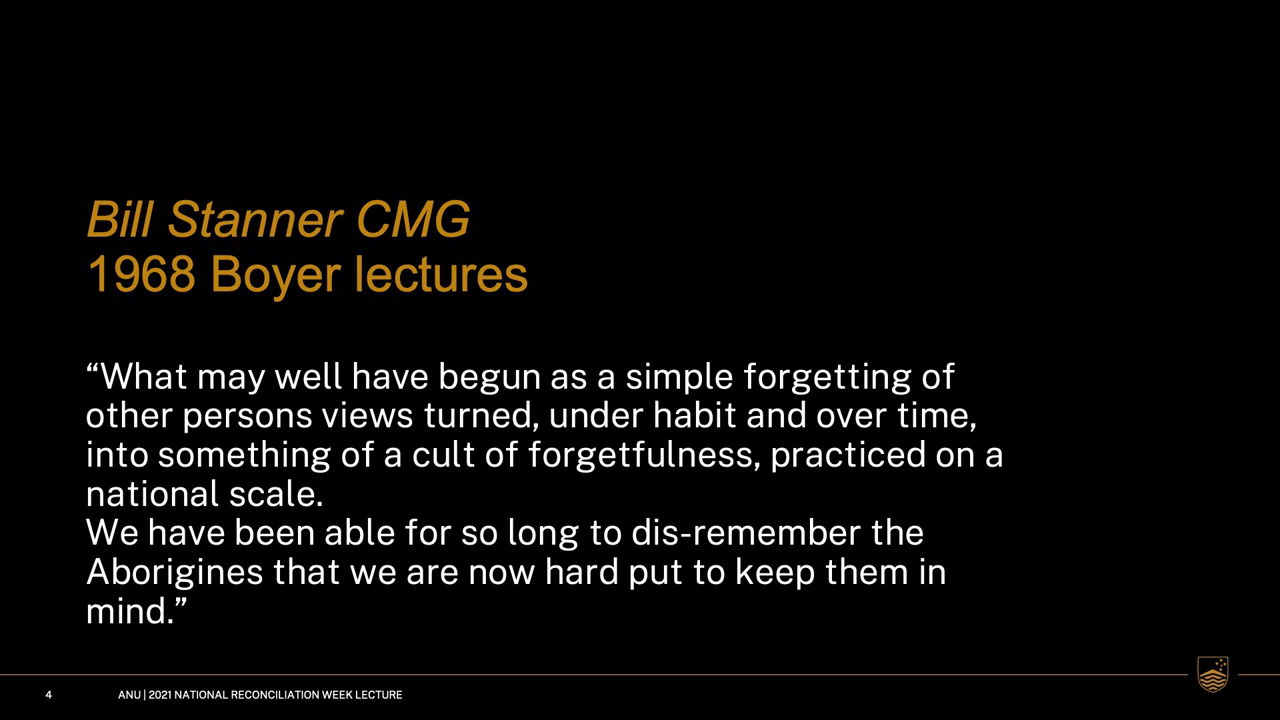 Bill Stanner CMG
1968 Boyer lectures
“What may well have begun as a simple forgetting of
other persons views turned, under habit and over time,
into something of a cult of forgetfulness, practiced on a
national scale.
We have been able for so long to dis-remember the
Aborigines that we are now hard put to keep them in
mind.”
4 ANU | 2021 NATIONAL RECONCILIATION WEEK LECTURE